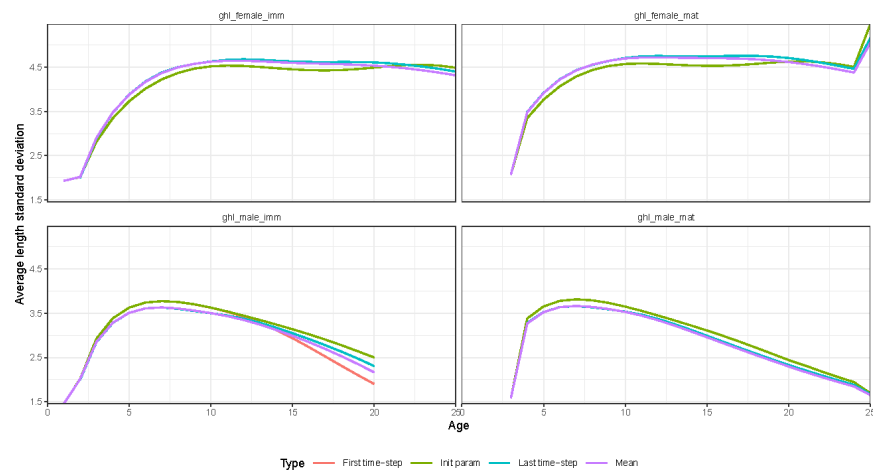 ghl_female_imm
ghl_female_mat
4.5
3.5
2.5
1.5
ghl_male_imm
ghl_male_mat
4.5
3.5
2.5
1.5
0 5 10 15 20 25
5 10 15 20 25
Average length standard deviation
Age
Type First time-step Init param Last time-step Mean